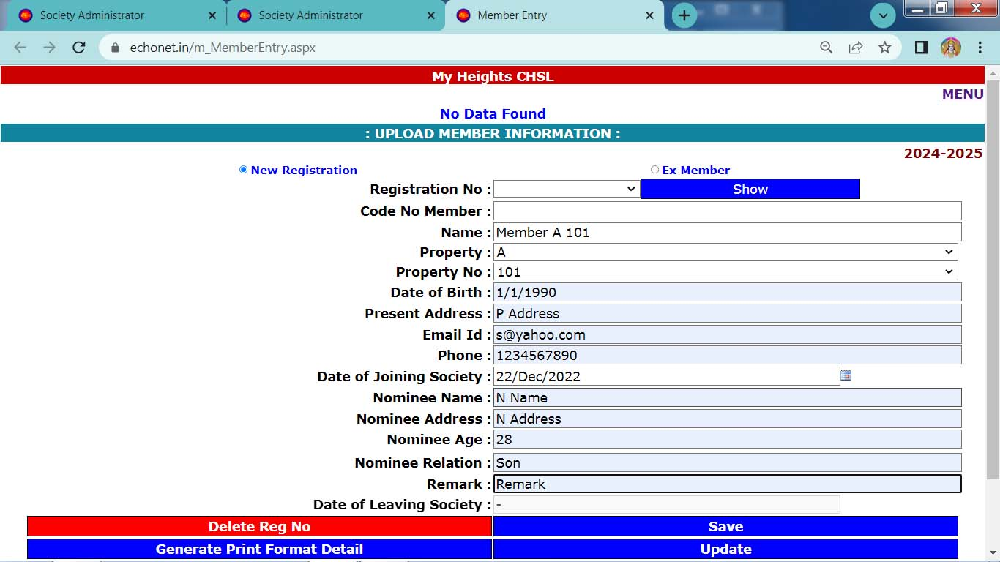 Society Administrator Society Administrator Member Entry
echonet.in/m_MemberEntry.aspx
My Heights CHSL
MENU
No Data Found
: UPLOAD MEMBER INFORMATION :
2024-2025
New Registration Ex Member
Registration No : Show
Code No Member :
Name : Member A 101
Property : A
Property No : 101
Date of Birth : 1/1/1990
Present Address : P Address
Email Id : s@yahoo.com
Phone : 1234567890
Date of Joining Society : 22/Dec/2022
Nominee Name : N Name
Nominee Address : N Address
Nominee Age : 28
Nominee Relation : Son
Remark : Remark
Date of Leaving Society : -
Delete Reg No Save
Generate Print Format Detail Update